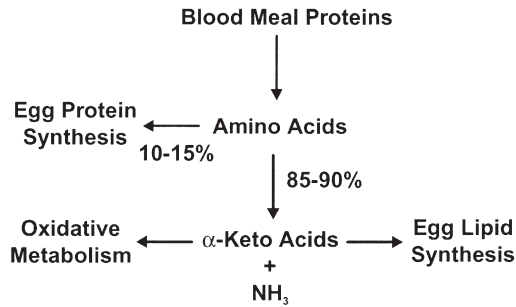 Blood Meal Proteins
Egg Protein
Synthesis
Amino Acids
10-15%
85-90%
Oxidative
Metabolism
α-Keto Acids
+
NH₃
Egg Lipid
Synthesis